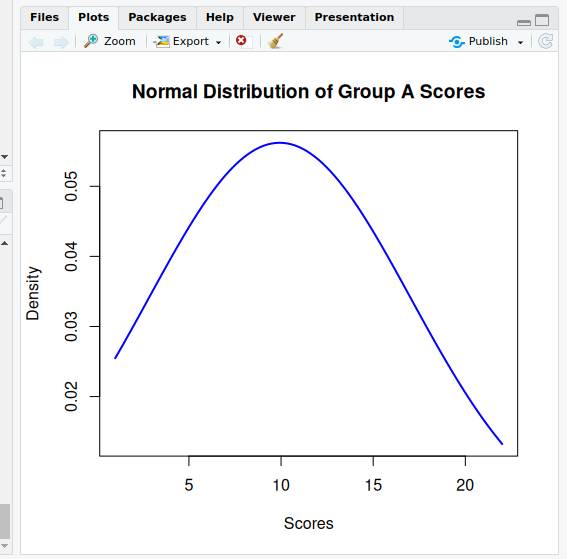 Files Plots Packages Help Viewer Presentation
Zoom Export Publish
Normal Distribution of Group A Scores
0.05
0.04
0.03
0.02
Density
5 10 15 20
Scores